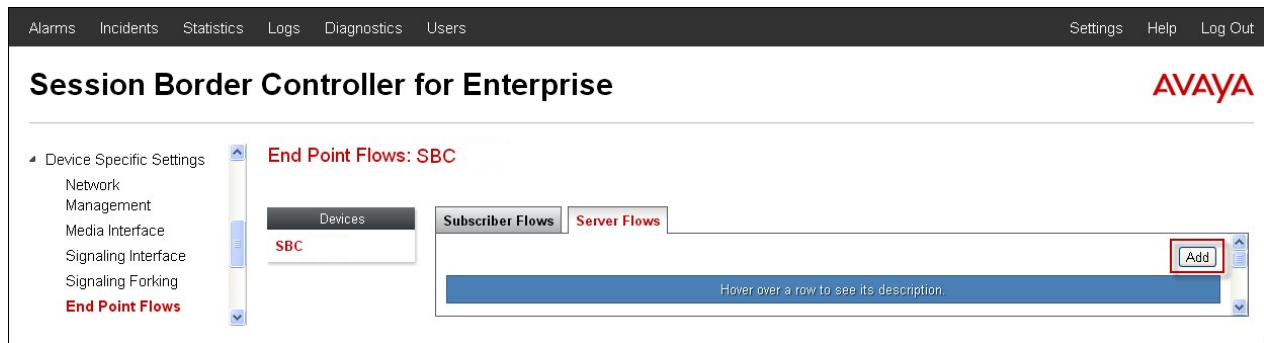 Alarms Incidents Statistics Logs Diagnostics Users Settings Help Log Out
Session Border Controller for Enterprise AVAYA
Device Specific Settings
Network
Management
Media Interface
Signaling Interface
Signaling Forking
End Point Flows
End Point Flows: SBC
Devices
SBC
Subscriber Flows Server Flows
Add
Hover over a row to see its description.